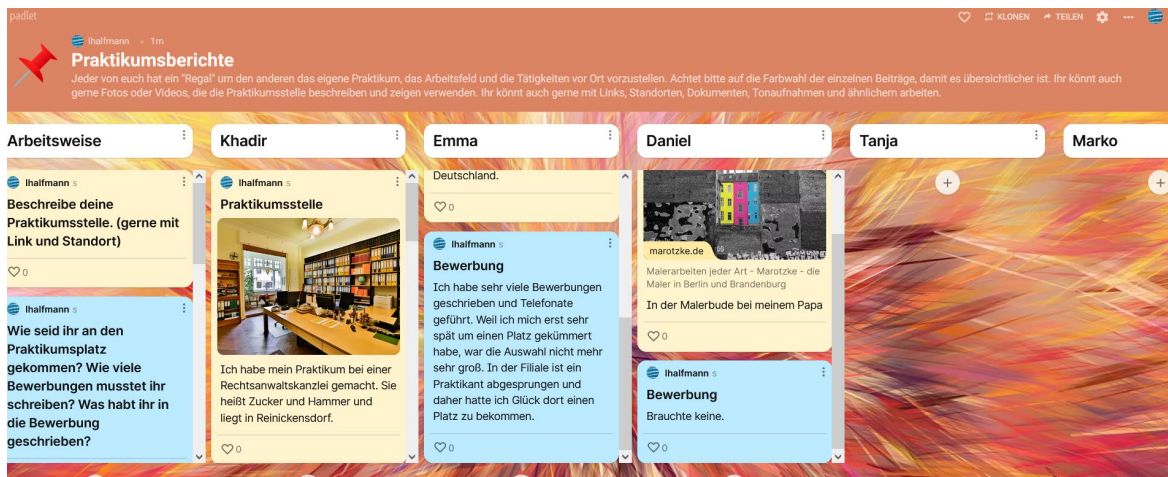 padlet
KLONEN
TEILEN
lhalfmann • 1m
Praktikumsberichte
Jeder von euch hat ein "Regal" um den anderen das eigene Praktikum, das Arbeitsfeld und die Tätigkeiten vor Ort vorzustellen. Achtet bitte auf die Farbwahl der einzelnen Beiträge, damit es übersichtlicher ist. Ihr könnt auch
gerne Fotos oder Videos, die die Praktikumsstelle beschreiben und zeigen verwenden. Ihr könnt auch gerne mit Links, Standorten, Dokumenten, Tonaufnahmen und ähnlichem arbeiten.
Arbeitsweise
lhalfmann s
Beschreibe deine
Praktikumsstelle. (gerne mit
Link und Standort)
0
lhalfmann s
Wie seid ihr an den
Praktikumsplatz
gekommen? Wie viele
Bewerbungen musstet ihr
schreiben? Was habt ihr in
die Bewerbung
geschrieben?
Khadir
lhalfmann s
Praktikumsstelle
Ich habe mein Praktikum bei einer
Rechtsanwaltskanzlei gemacht. Sie
heißt Zucker und Hammer und
liegt in Reinickensdorf.
0
Emma
Deutschland.
0
lhalfmann s
Bewerbung
Ich habe sehr viele Bewerbungen
geschrieben und Telefonate
geführt. Weil ich mich erst sehr
spät um einen Platz gekümmert
habe, war die Auswahl nicht mehr
sehr groß. In der Filiale ist ein
Praktikant abgesprungen und
daher hatte ich Glück dort einen
Platz zu bekommen.
0
Daniel
marotzke.de
Malerarbeiten jeder Art - Marotzke - die
Maler in Berlin und Brandenburg
In der Malerbude bei meinem Papa
0
lhalfmann s
Bewerbung
Brauchte keine.
0
Tanja
Marko